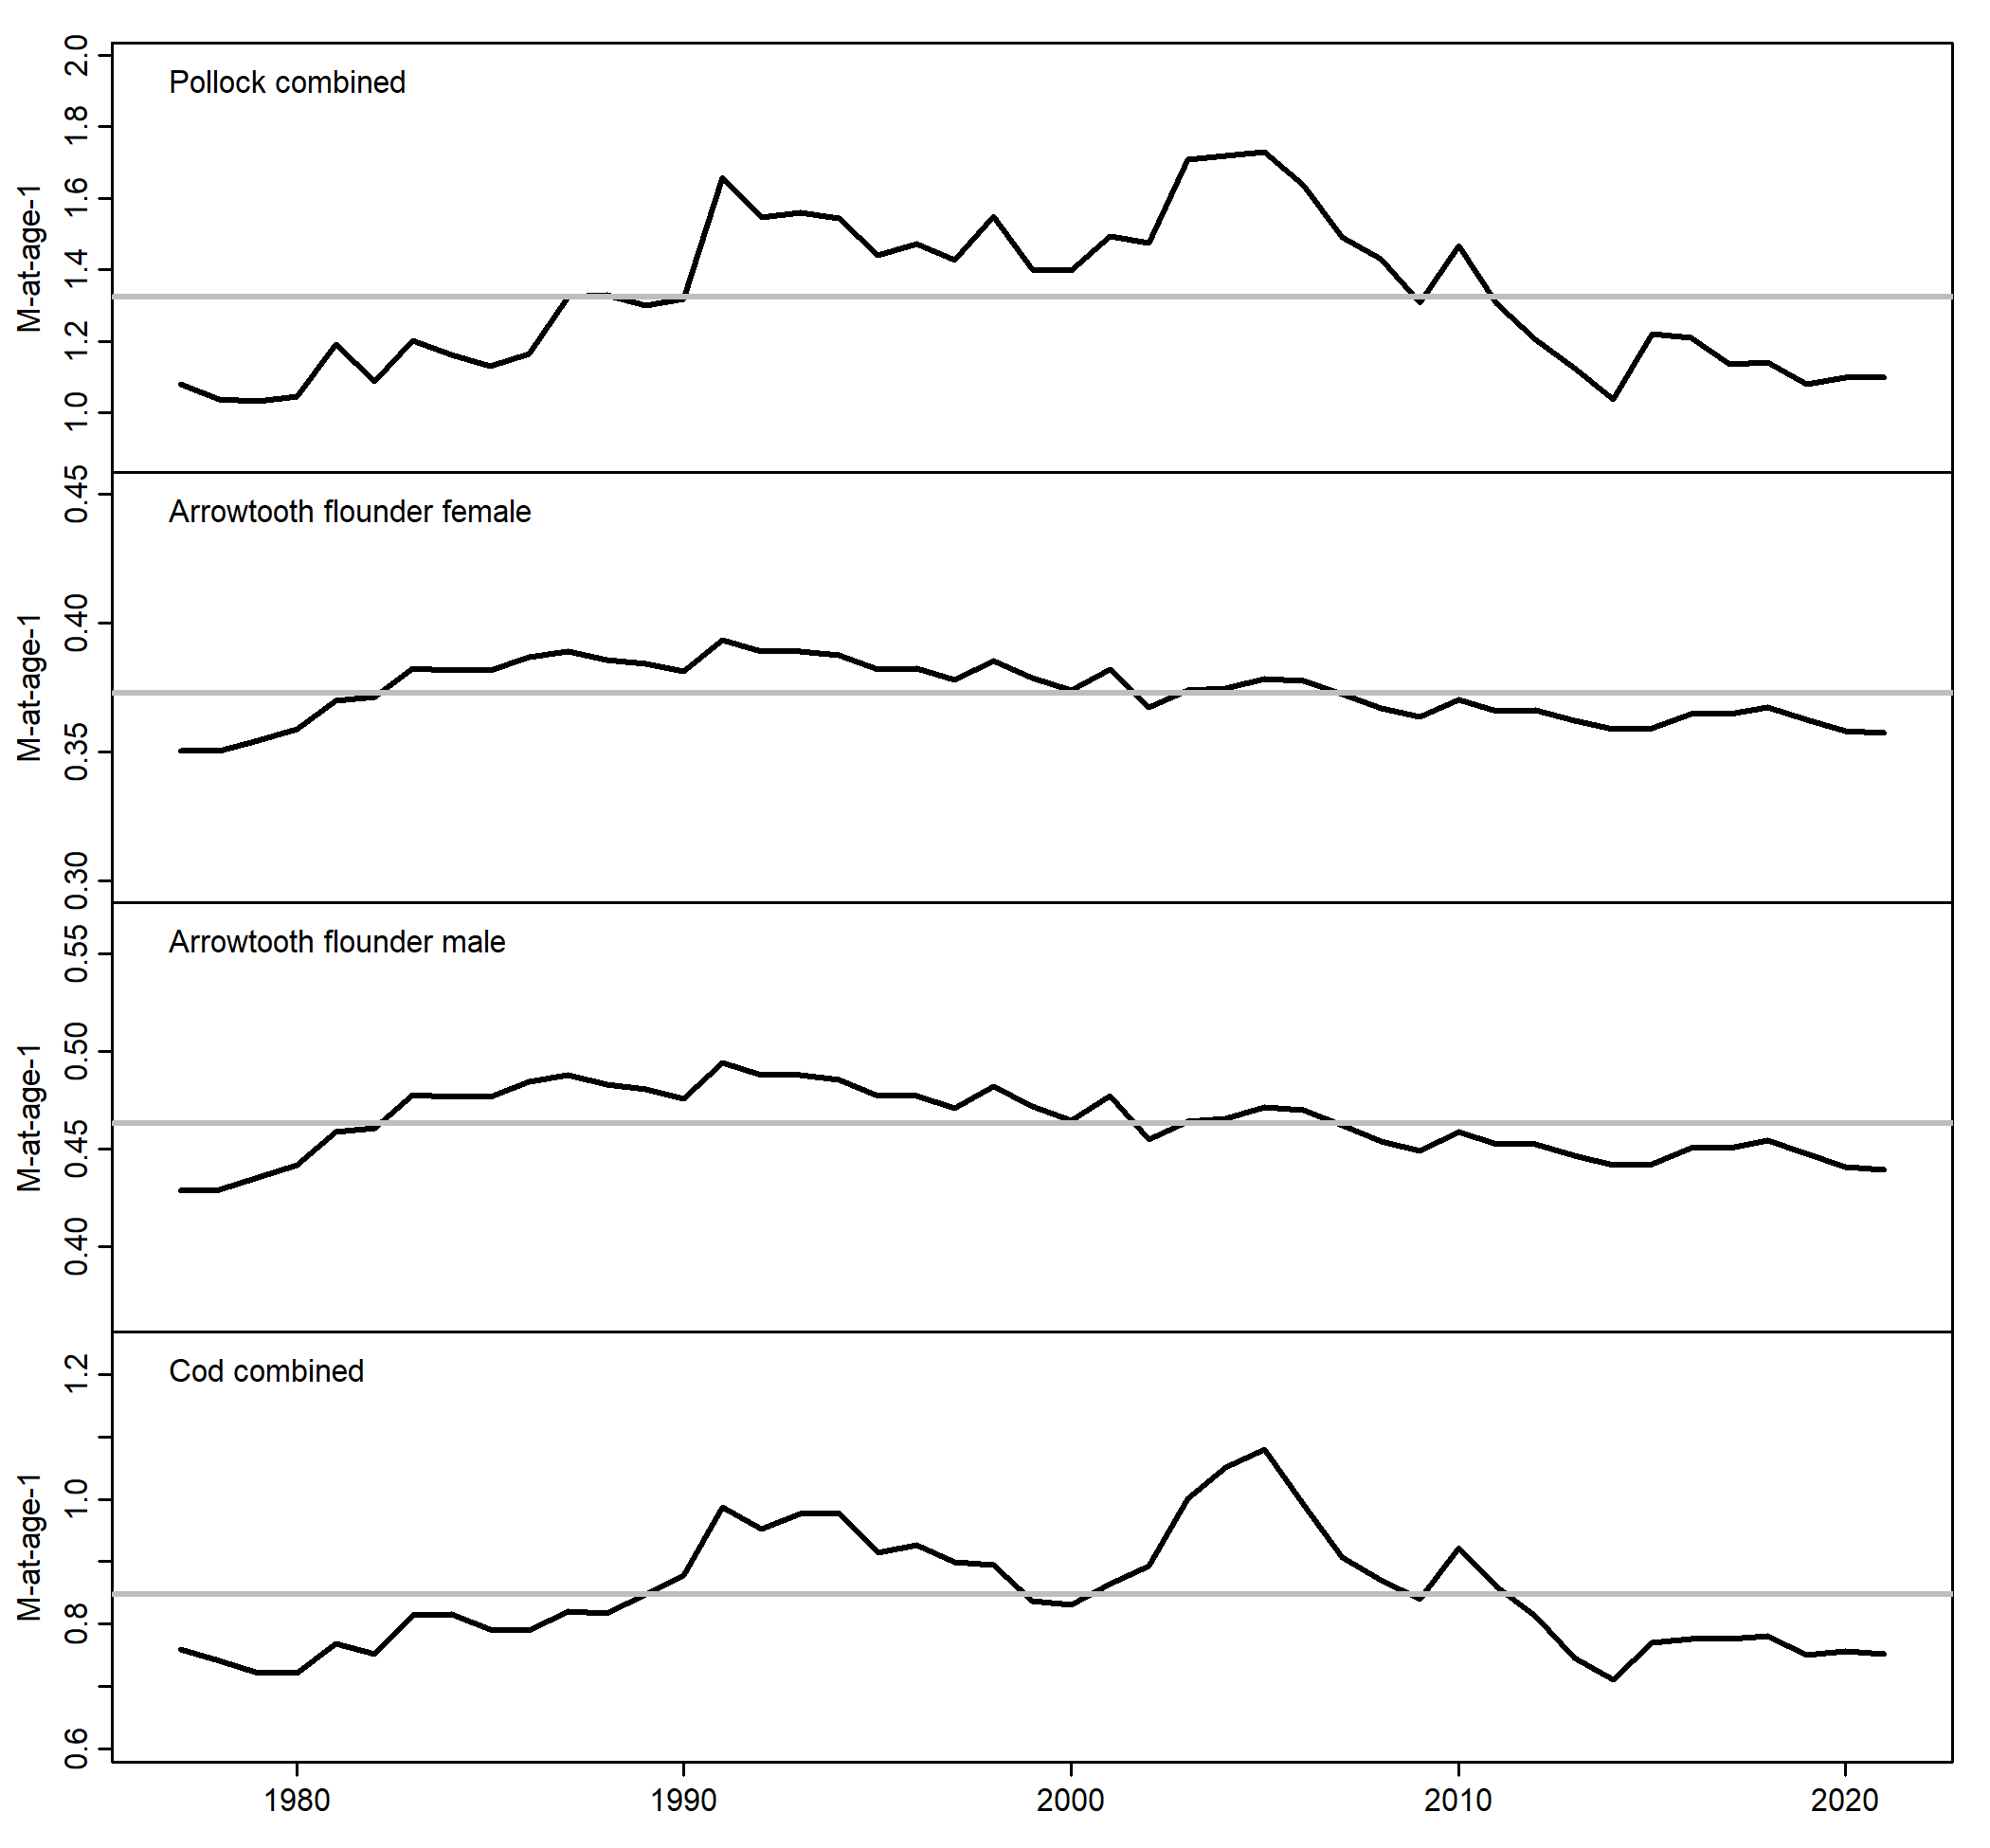 Pollock combined
M-at-age-1
2.0
1.8
1.6
1.4
1.2
1.0
Arrowtooth flounder female
M-at-age-1
0.45
0.40
0.35
0.30
Arrowtooth flounder male
M-at-age-1
0.55
0.50
0.45
0.40
Cod combined
M-at-age-1
1.2
1.0
0.8
0.6
1980 1990 2000 2010 2020